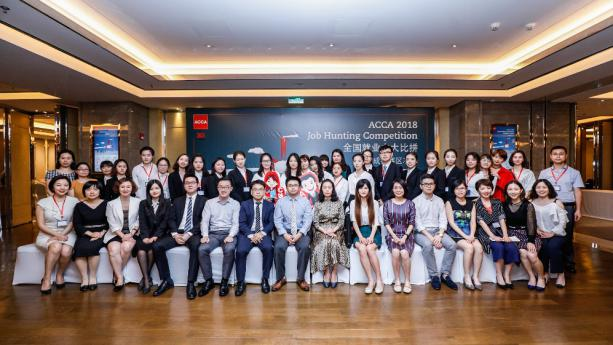 ACCA
ACCA 2018
Job Hunting Competition
全国就业大比拼